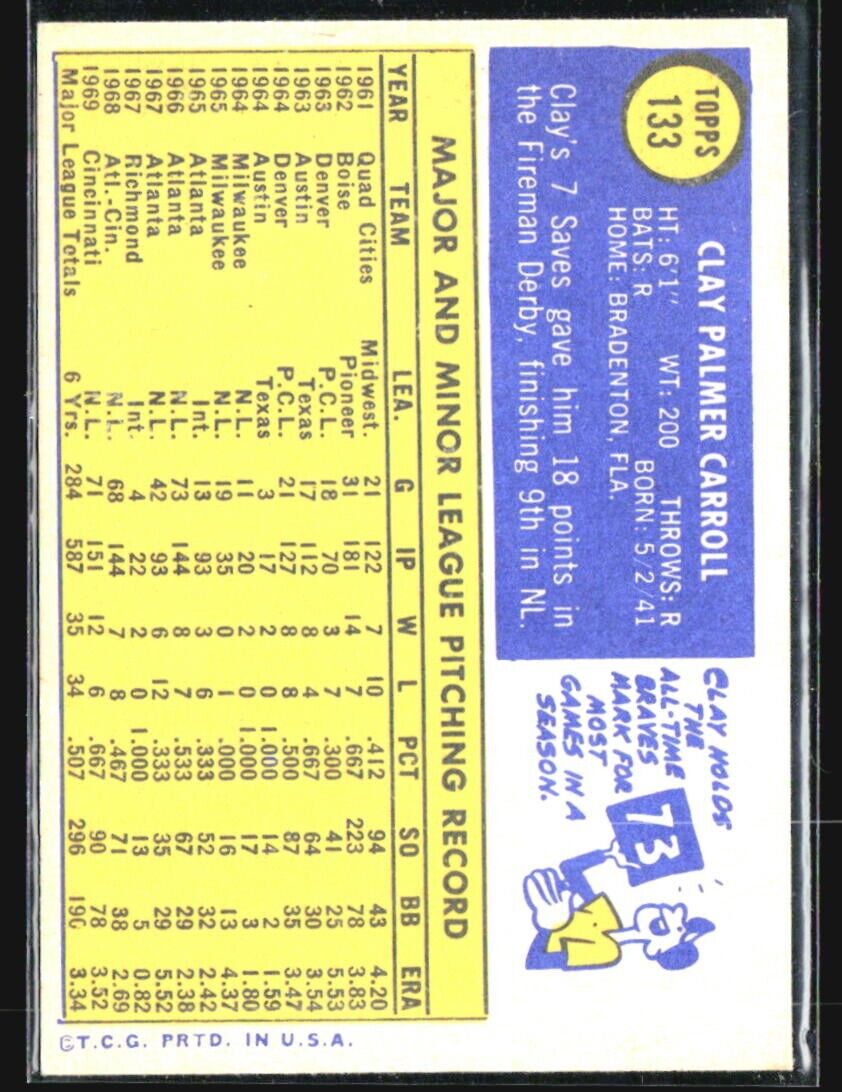 TOPPS
133
CLAY PALMER CARROLL
HT: 6'1" WT: 200 THROWS: R
BATS: R BORN: 5/2/41
HOME: BRADENTON, FLA.
Clay's 7 Saves gave him 18 points in
the Fireman Derby, finishing 9th in NL.
CLAY HOLDS
THE
ALL-TIME
BRAVES
MARK FOR
MOST
GAMES IN A
SEASON.
73
MAJOR AND MINOR LEAGUE PITCHING RECORD
YEAR TEAM LEA. G IP W L PCT SO BB ERA
1961 Quad Cities Midwest. 21 122 7 10 .412 94 43 4.20
1962 Boise Pioneer 31 181 14 7 .667 223 78 3.83
1963 Denver P.C.L. 18 70 3 7 .300 41 25 5.53
1963 Austin Texas 17 112 8 4 .667 64 30 3.54
1964 Denver P.C.L. 21 127 8 8 .500 87 35 3.47
1964 Austin Texas 3 17 2 0 1.000 14 2 1.59
1964 Milwaukee N.L. 11 20 2 0 1.000 17 3 1.80
1965 Milwaukee N.L. 19 35 0 1 .000 16 13 4.37
1965 Atlanta Int. 13 93 3 6 .333 52 32 2.42
1966 Atlanta N.L. 73 144 8 7 .533 67 29 2.38
1967 Atlanta N.L. 42 93 6 12 .333 35 29 5.52
1967 Richmond Int. 4 22 2 0 1.000 13 5 0.82
1968 Atl.-Cin. N.L. 68 144 7 8 .467 71 38 2.69
1969 Cincinnati N.L. 71 151 12 6 .667 90 78 3.52
Major League Totals 6 Yrs. 284 587 35 34 .507 296 190 3.34
©T.C.G. PRTD. IN U.S.A.